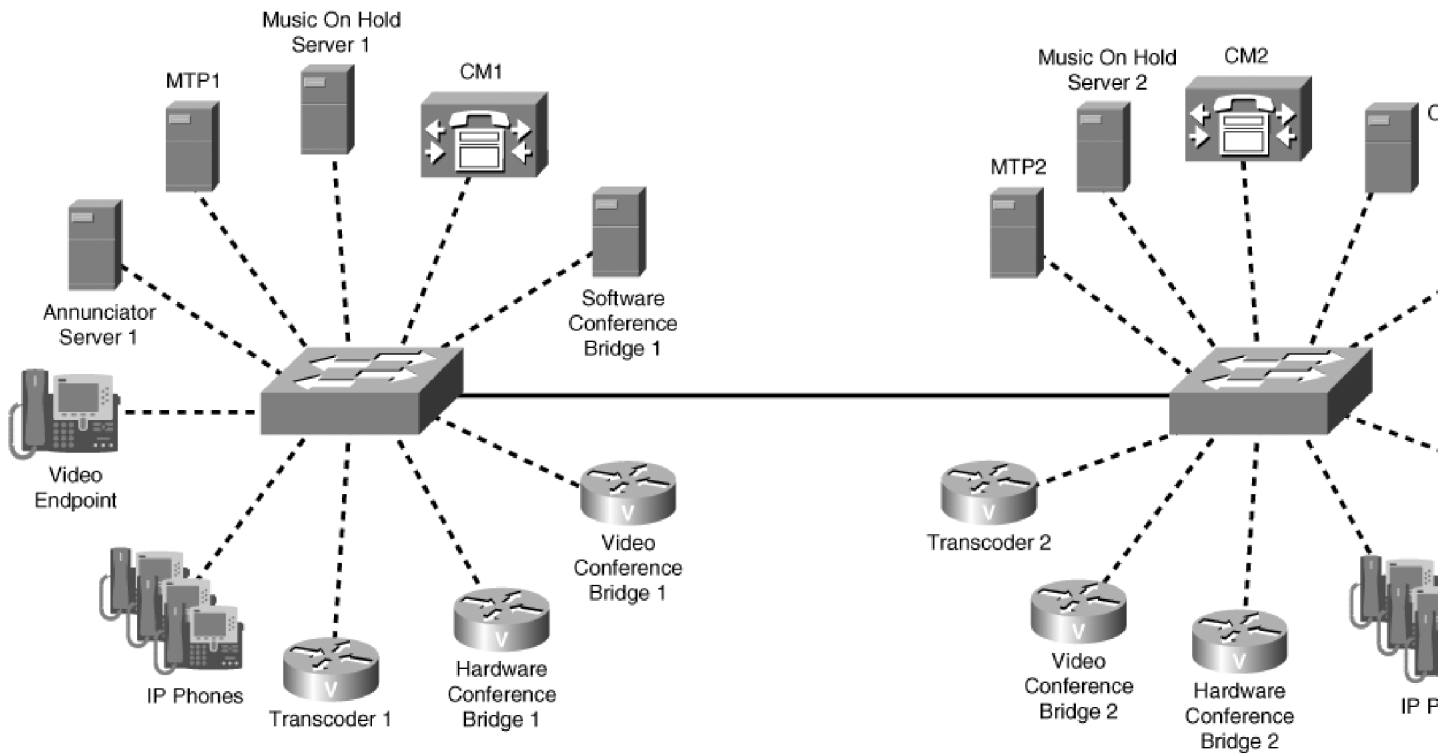 Music On Hold
Server 1
MTP1
CM1
Annunciator
Server 1
Software
Conference
Bridge 1
Video
Endpoint
IP Phones
Transcoder 1
Hardware
Conference
Bridge 1
Video
Conference
Bridge 1
Music On Hold
Server 2
CM2
C
MTP2
Transcoder 2
Video
Conference
Bridge 2
Hardware
Conference
Bridge 2
IP P
V
V
V
V
V
V